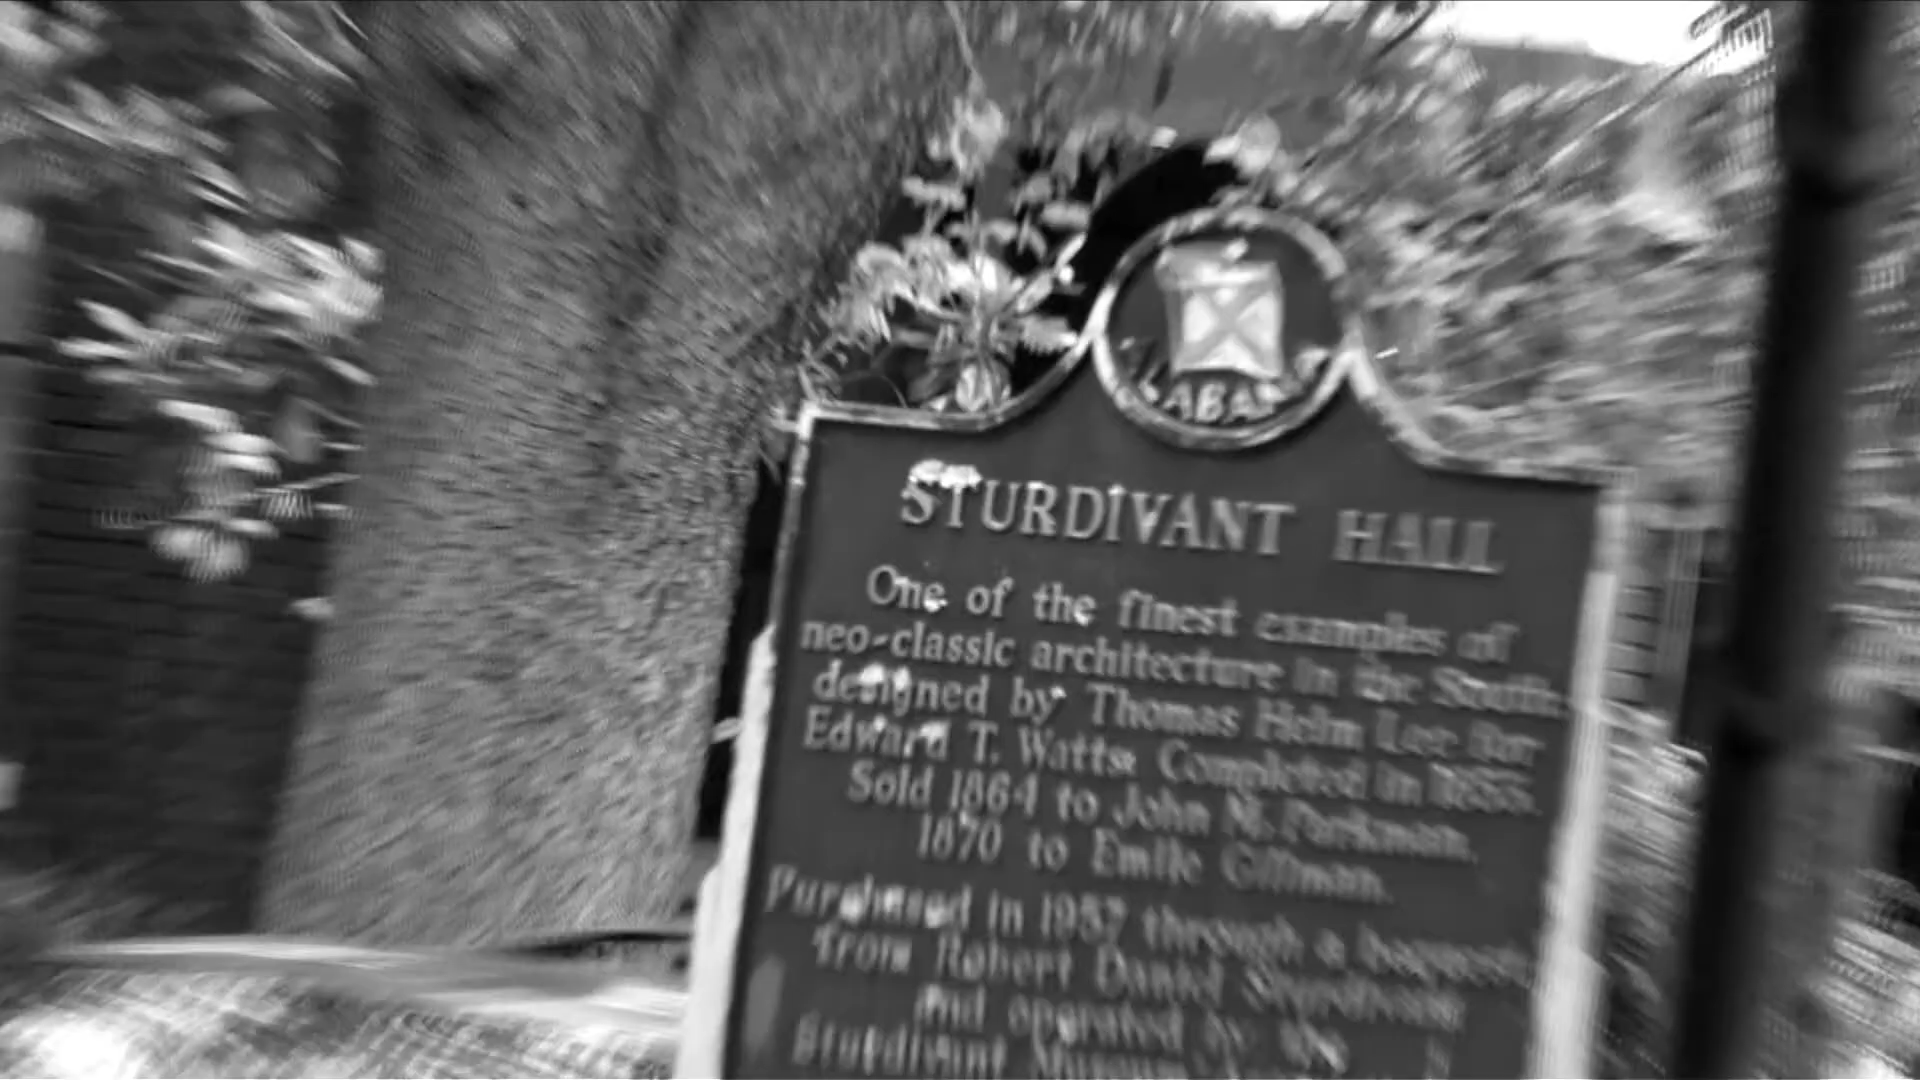 STURDIVANT HALL
One of the finest examples of
neo-classic architecture in the South
designed by Thomas Helm Lee for
Edward T. Watts. Completed in 1855.
Sold 1864 to John M. Parkman,
1870 to Emile Gillman.
Purchased in 1957 through a bequest
from Robert Daniel Sturdivant
and operated by the
Sturdivant Museum